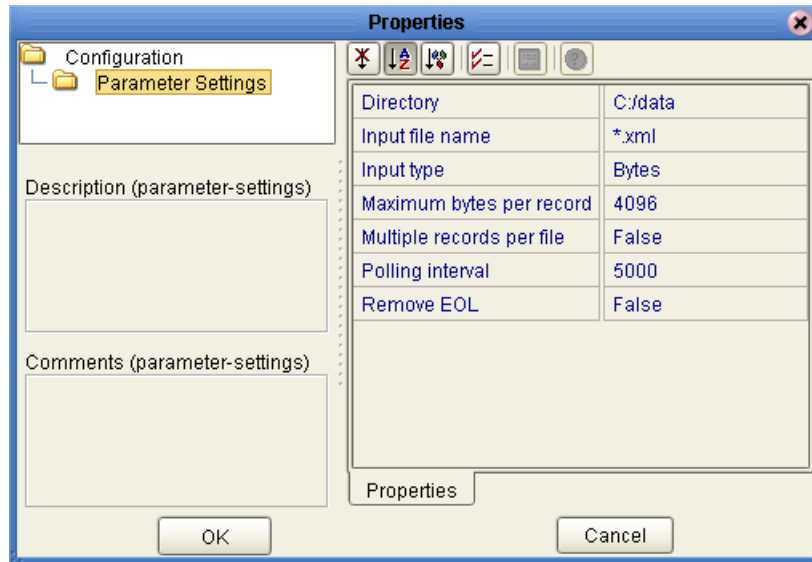 Properties
Configuration
Parameter Settings
Description (parameter-settings)
Comments (parameter-settings)
Directory C:/data
Input file name *.xml
Input type Bytes
Maximum bytes per record 4096
Multiple records per file False
Polling interval 5000
Remove EOL False
Properties
OK
Cancel